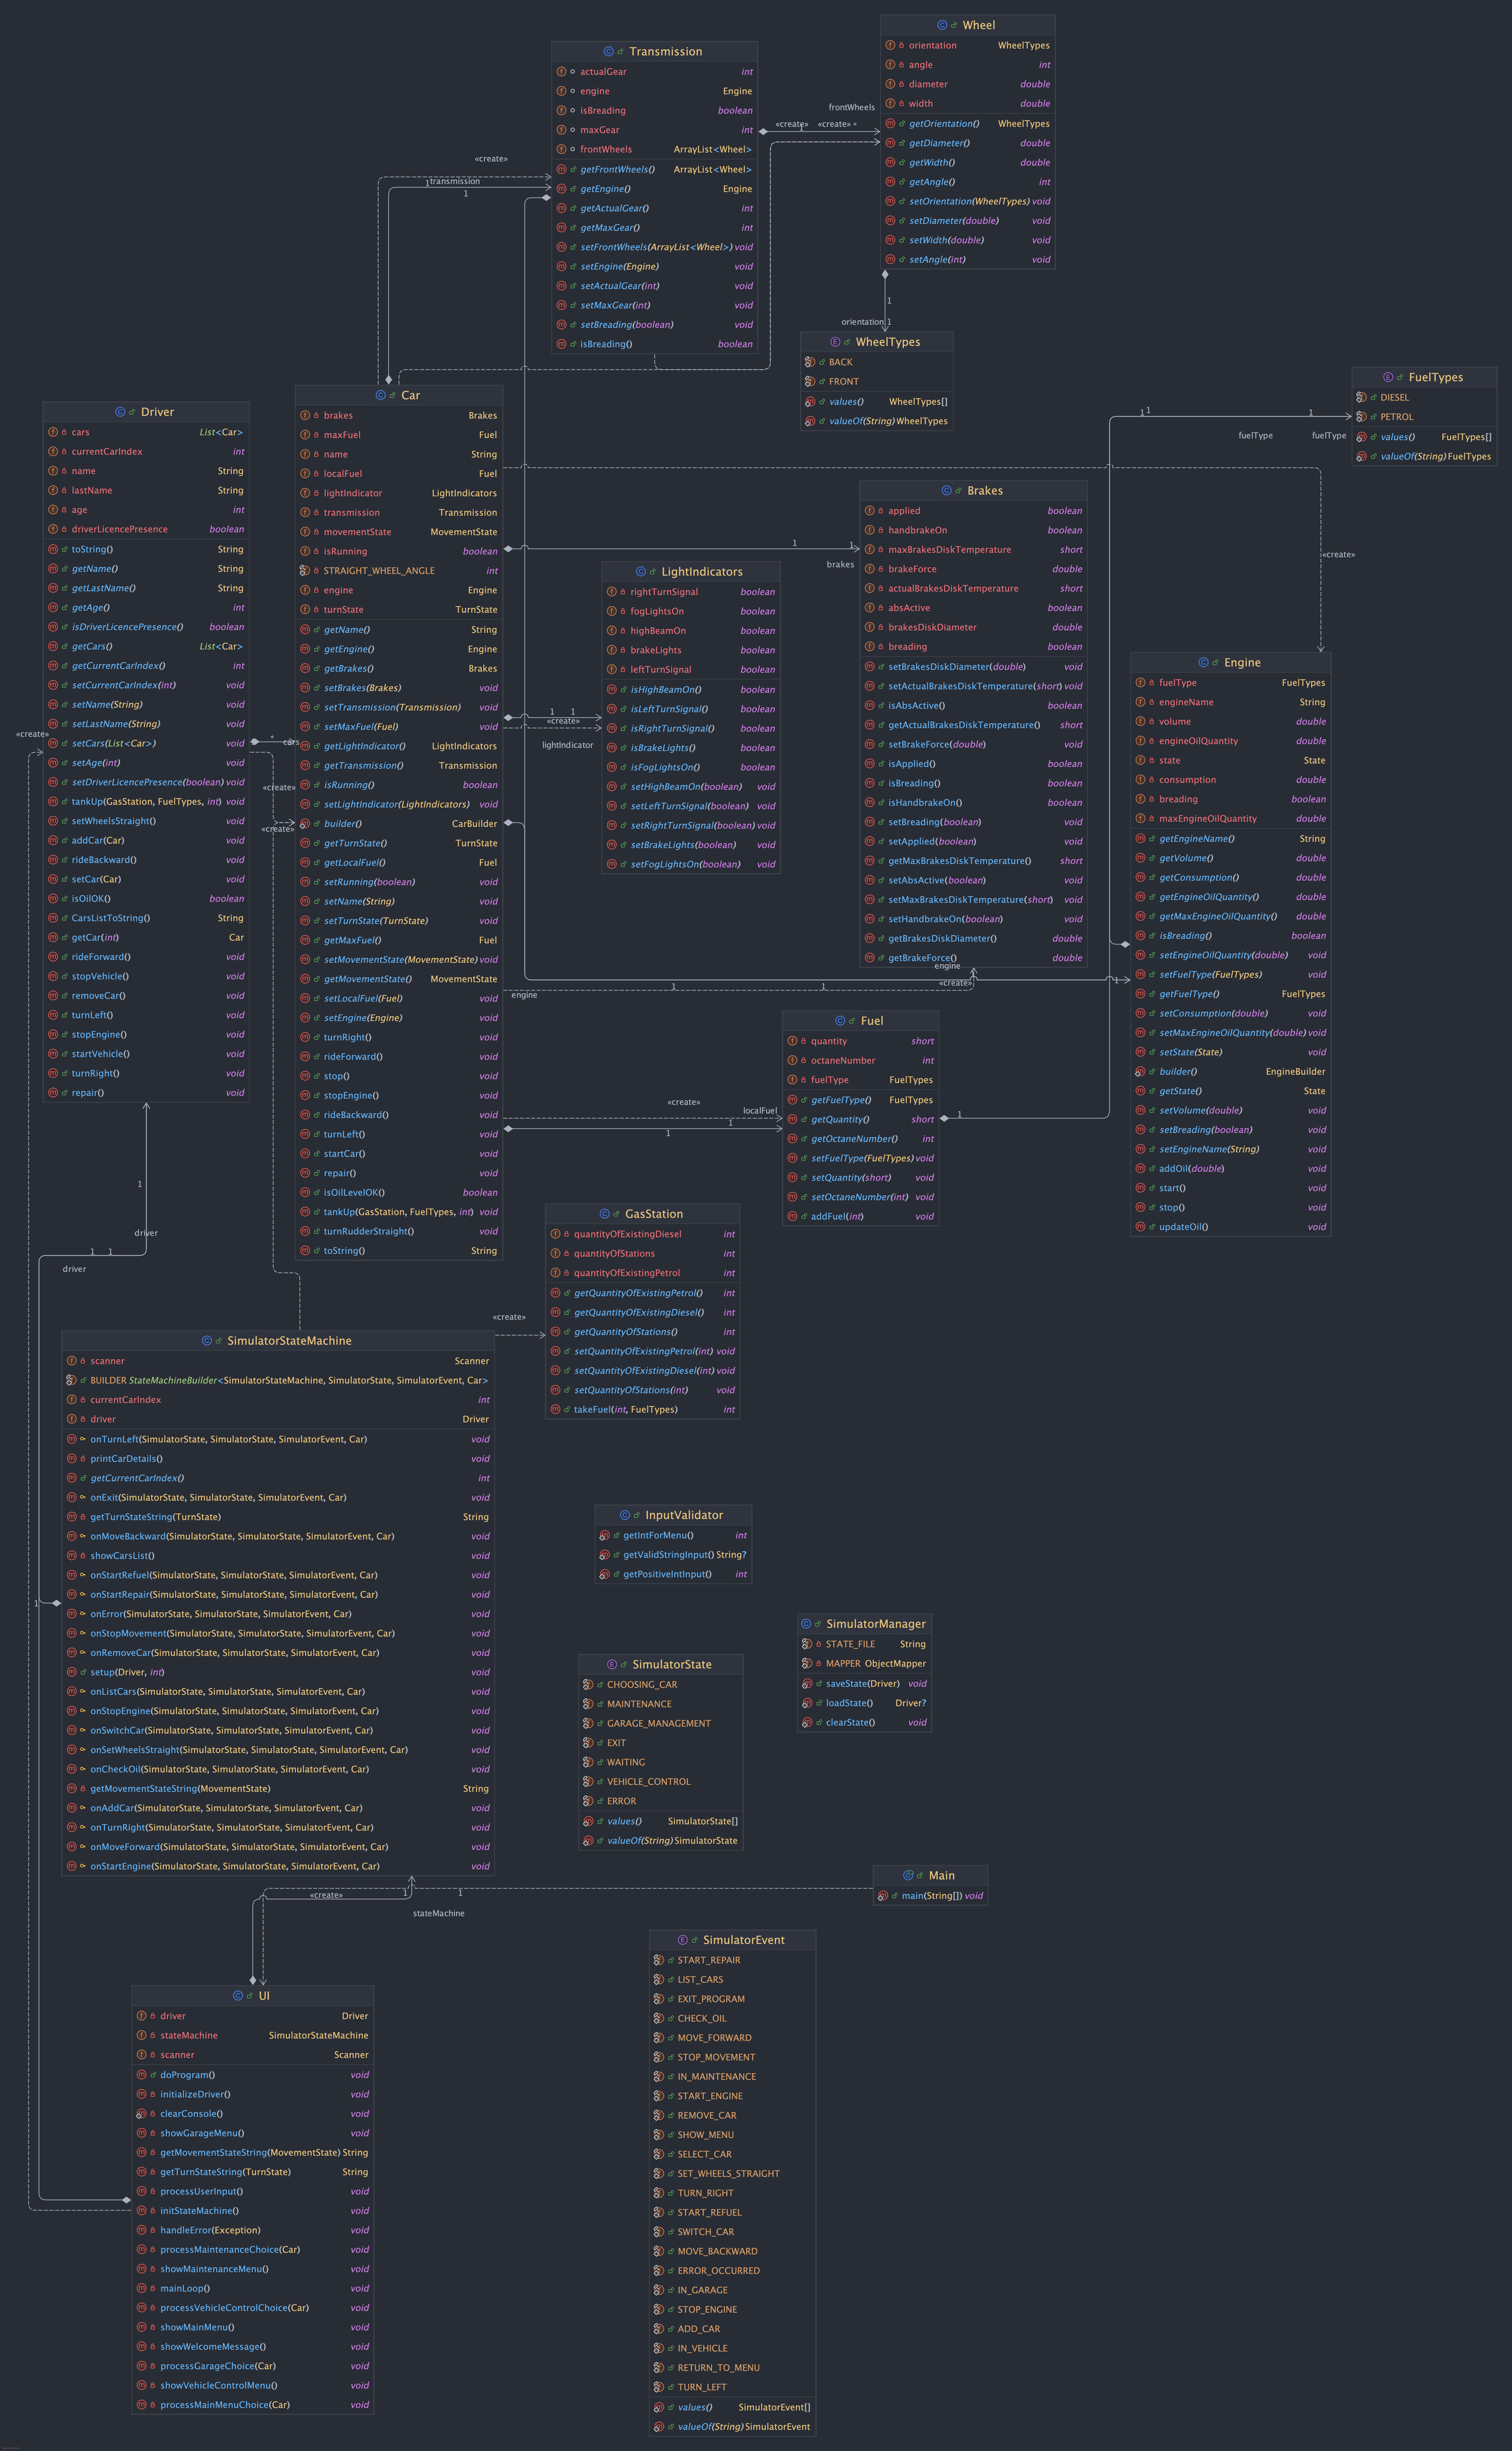 Wheel
orientation WheelTypes
angle int
diameter double
width double
getOrientation() WheelTypes
getDiameter() double
getWidth() double
getAngle() int
setOrientation(WheelTypes) void
setDiameter(double) void
setWidth(double) void
setAngle(int) void
Transmission
actualGear int
engine Engine
isBreading boolean
maxGear int
frontWheels ArrayList<Wheel>
getFrontWheels() ArrayList<Wheel>
getEngine() Engine
getActualGear() int
getMaxGear() int
setFrontWheels(ArrayList<Wheel>) void
setEngine(Engine) void
setActualGear(int) void
setMaxGear(int) void
setBreading(boolean) void
isBreading() boolean
frontWheels
«create» 1 «create» *
«create»
1 transmission
1
1
orientation 1
WheelTypes
BACK
FRONT
values() WheelTypes[]
valueOf(String) WheelTypes
FuelTypes
DIESEL
PETROL
values() FuelTypes[]
valueOf(String) FuelTypes
1 1 1
fuelType fuelType
Driver
cars List<Car>
currentCarIndex int
name String
lastName String
age int
driverLicencePresence boolean
toString() String
getName() String
getLastName() String
getAge() int
isDriverLicencePresence() boolean
getCars() List<Car>
getCurrentCarIndex() int
setCurrentCarIndex(int) void
setName(String) void
setLastName(String) void
setCars(List<Car>) void
setAge(int) void
setDriverLicencePresence(boolean) void
tankUp(GasStation, FuelTypes, int) void
setWheelsStraight() void
addCar(Car) void
rideBackward() void
setCar(Car) void
isOilOK() boolean
CarsListToString() String
getCar(int) Car
rideForward() void
stopVehicle() void
removeCar() void
turnLeft() void
stopEngine() void
startVehicle() void
turnRight() void
repair() void
«create»
* cars
«create»
«create»
Car
brakes Brakes
maxFuel Fuel
name String
localFuel Fuel
lightIndicator LightIndicators
transmission Transmission
movementState MovementState
isRunning boolean
STRAIGHT_WHEEL_ANGLE int
engine Engine
turnState TurnState
getName() String
getEngine() Engine
getBrakes() Brakes
setBrakes(Brakes) void
setTransmission(Transmission) void
setMaxFuel(Fuel) void
getLightIndicator() LightIndicators
getTransmission() Transmission
isRunning() boolean
setLightIndicator(LightIndicators) void
builder() CarBuilder
getTurnState() TurnState
getLocalFuel() Fuel
setRunning(boolean) void
setName(String) void
setTurnState(TurnState) void
getMaxFuel() Fuel
setMovementState(MovementState) void
getMovementState() MovementState
setLocalFuel(Fuel) void
setEngine(Engine) void
turnRight() void
rideForward() void
stop() void
stopEngine() void
rideBackward() void
turnLeft() void
startCar() void
repair() void
isOilLevelOK() boolean
tankUp(GasStation, FuelTypes, int) void
turnRudderStraight() void
toString() String
Brakes
applied boolean
handbrakeOn boolean
maxBrakesDiskTemperature short
brakeForce double
actualBrakesDiskTemperature short
absActive boolean
brakesDiskDiameter double
breading boolean
setBrakesDiskDiameter(double) void
setActualBrakesDiskTemperature(short) void
isAbsActive() boolean
getActualBrakesDiskTemperature() short
setBrakeForce(double) void
isApplied() boolean
isBreading() boolean
isHandbrakeOn() boolean
setBreading(boolean) void
setApplied(boolean) void
getMaxBrakesDiskTemperature() short
setAbsActive(boolean) void
setMaxBrakesDiskTemperature(short) void
setHandbrakeOn(boolean) void
getBrakesDiskDiameter() double
getBrakeForce() double
1 1
brakes
LightIndicators
rightTurnSignal boolean
fogLightsOn boolean
highBeamOn boolean
brakeLights boolean
leftTurnSignal boolean
isHighBeamOn() boolean
isLeftTurnSignal() boolean
isRightTurnSignal() boolean
isBrakeLights() boolean
isFogLightsOn() boolean
setHighBeamOn(boolean) void
setLeftTurnSignal(boolean) void
setRightTurnSignal(boolean) void
setBrakeLights(boolean) void
setFogLightsOn(boolean) void
1 1
«create»
lightIndicator
«create»
Engine
fuelType FuelTypes
engineName String
volume double
engineOilQuantity double
state State
consumption double
breading boolean
maxEngineOilQuantity double
getEngineName() String
getVolume() double
getConsumption() double
getEngineOilQuantity() double
getMaxEngineOilQuantity() double
isBreading() boolean
setEngineOilQuantity(double) void
setFuelType(FuelTypes) void
getFuelType() FuelTypes
setConsumption(double) void
setMaxEngineOilQuantity(double) void
setState(State) void
builder() EngineBuilder
getState() State
setVolume(double) void
setBreading(boolean) void
setEngineName(String) void
addOil(double) void
start() void
stop() void
updateOil() void
engine
1
«create»
1 1
engine
Fuel
quantity short
octaneNumber int
fuelType FuelTypes
getFuelType() FuelTypes
getQuantity() short
getOctaneNumber() int
setFuelType(FuelTypes) void
setQuantity(short) void
setOctaneNumber(int) void
addFuel(int) void
1
«create»
localFuel
1
1
GasStation
quantityOfExistingDiesel int
quantityOfStations int
quantityOfExistingPetrol int
getQuantityOfExistingPetrol() int
getQuantityOfExistingDiesel() int
getQuantityOfStations() int
setQuantityOfExistingPetrol(int) void
setQuantityOfExistingDiesel(int) void
setQuantityOfStations(int) void
takeFuel(int, FuelTypes) int
«create»
1
driver
1 1
driver
SimulatorStateMachine
scanner Scanner
BUILDER StateMachineBuilder<SimulatorStateMachine, SimulatorState, SimulatorEvent, Car>
currentCarIndex int
driver Driver
onTurnLeft(SimulatorState, SimulatorState, SimulatorEvent, Car) void
printCarDetails() void
getCurrentCarIndex() int
onExit(SimulatorState, SimulatorState, SimulatorEvent, Car) void
getTurnStateString(TurnState) String
onMoveBackward(SimulatorState, SimulatorState, SimulatorEvent, Car) void
showCarsList() void
onStartRefuel(SimulatorState, SimulatorState, SimulatorEvent, Car) void
onStartRepair(SimulatorState, SimulatorState, SimulatorEvent, Car) void
onError(SimulatorState, SimulatorState, SimulatorEvent, Car) void
onStopMovement(SimulatorState, SimulatorState, SimulatorEvent, Car) void
onRemoveCar(SimulatorState, SimulatorState, SimulatorEvent, Car) void
setup(Driver, int) void
onListCars(SimulatorState, SimulatorState, SimulatorEvent, Car) void
onStopEngine(SimulatorState, SimulatorState, SimulatorEvent, Car) void
onSwitchCar(SimulatorState, SimulatorState, SimulatorEvent, Car) void
onSetWheelsStraight(SimulatorState, SimulatorState, SimulatorEvent, Car) void
onCheckOil(SimulatorState, SimulatorState, SimulatorEvent, Car) void
getMovementStateString(MovementState) String
onAddCar(SimulatorState, SimulatorState, SimulatorEvent, Car) void
onTurnRight(SimulatorState, SimulatorState, SimulatorEvent, Car) void
onMoveForward(SimulatorState, SimulatorState, SimulatorEvent, Car) void
onStartEngine(SimulatorState, SimulatorState, SimulatorEvent, Car) void
1
InputValidator
getIntForMenu() int
getValidStringInput() String?
getPositiveIntInput() int
SimulatorManager
STATE_FILE String
MAPPER ObjectMapper
saveState(Driver) void
loadState() Driver?
clearState() void
SimulatorState
CHOOSING_CAR
MAINTENANCE
GARAGE_MANAGEMENT
EXIT
WAITING
VEHICLE_CONTROL
ERROR
values() SimulatorState[]
valueOf(String) SimulatorState
Main
main(String[]) void
«create» 1 1
stateMachine
SimulatorEvent
START_REPAIR
LIST_CARS
EXIT_PROGRAM
CHECK_OIL
MOVE_FORWARD
STOP_MOVEMENT
IN_MAINTENANCE
START_ENGINE
REMOVE_CAR
SHOW_MENU
SELECT_CAR
SET_WHEELS_STRAIGHT
TURN_RIGHT
START_REFUEL
SWITCH_CAR
MOVE_BACKWARD
ERROR_OCCURRED
IN_GARAGE
STOP_ENGINE
ADD_CAR
IN_VEHICLE
RETURN_TO_MENU
TURN_LEFT
values() SimulatorEvent[]
valueOf(String) SimulatorEvent
UI
driver Driver
stateMachine SimulatorStateMachine
scanner Scanner
doProgram() void
initializeDriver() void
clearConsole() void
showGarageMenu() void
getMovementStateString(MovementState) String
getTurnStateString(TurnState) String
processUserInput() void
initStateMachine() void
handleError(Exception) void
processMaintenanceChoice(Car) void
showMaintenanceMenu() void
mainLoop() void
processVehicleControlChoice(Car) void
showMainMenu() void
showWelcomeMessage() void
processGarageChoice(Car) void
showVehicleControlMenu() void
processMainMenuChoice(Car) void